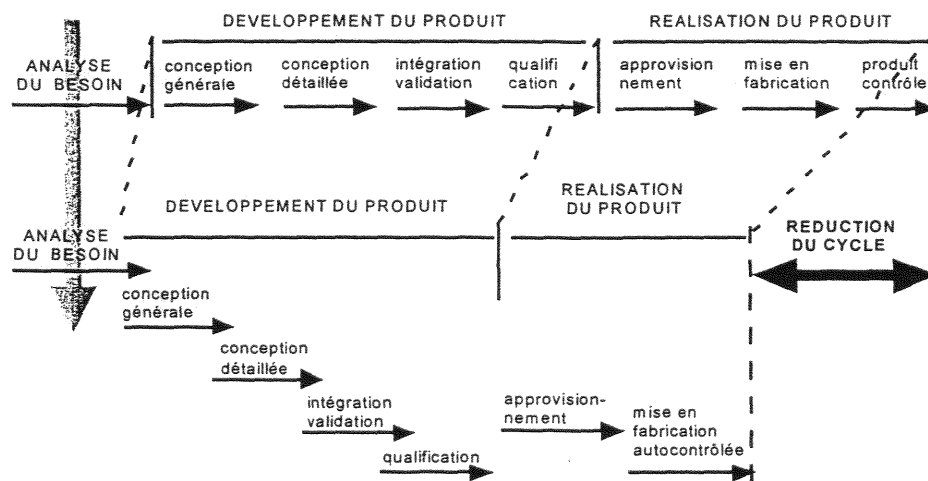 DEVELOPPEMENT DU PRODUIT
REALISATION DU PRODUIT
ANALYSE
DU BESOIN
conception
générale
conception
détaillée
intégration
validation
qualifi
cation
approvision
nement
mise en
fabrication
produit
contrôle
DEVELOPPEMENT DU PRODUIT
REALISATION
DU PRODUIT
ANALYSE
DU BESOIN
REDUCTION
DU CYCLE
conception
générale
conception
détaillée
intégration
validation
qualification
approvision-
nement
mise en
fabrication
autocontrôlée